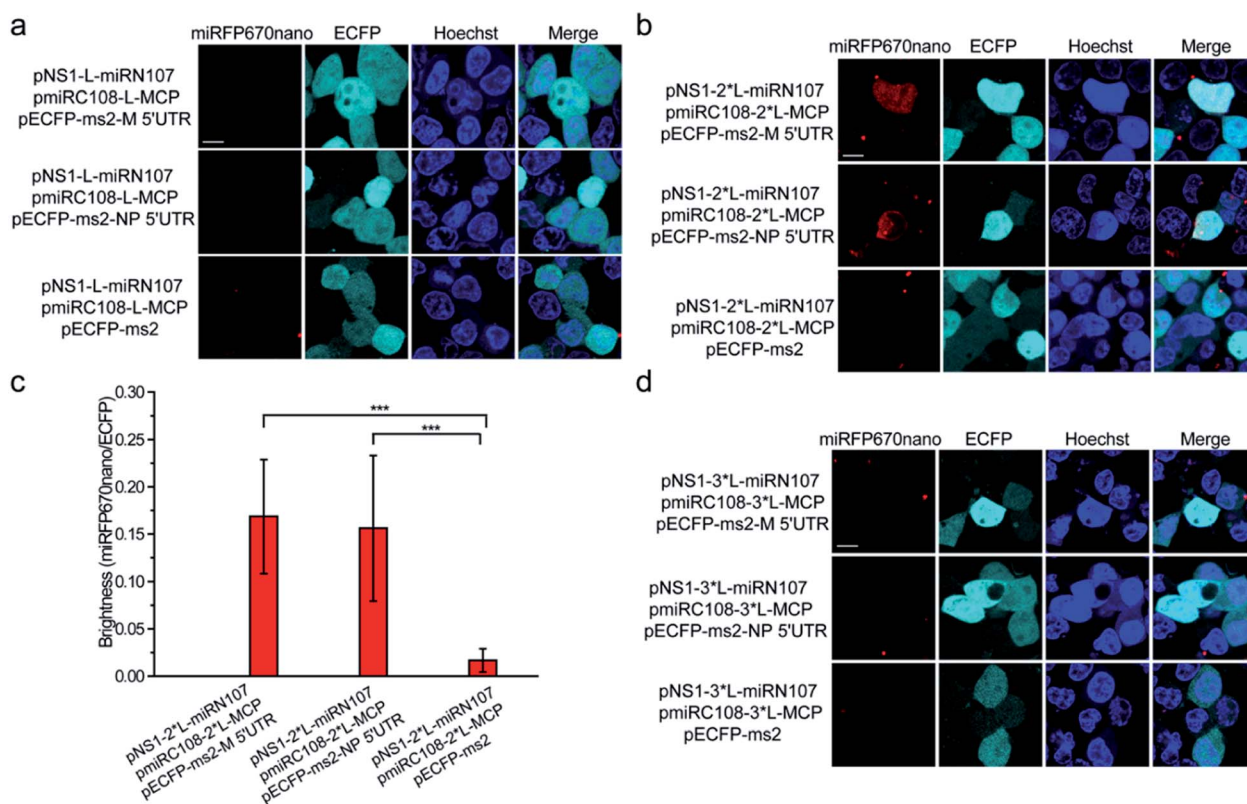 a
miRFP670nano ECFP Hoechst Merge
pNS1-L-miRN107
pmiRC108-L-MCP
pECFP-ms2-M 5'UTR
pNS1-L-miRN107
pmiRC108-L-MCP
pECFP-ms2-NP 5'UTR
pNS1-L-miRN107
pmiRC108-L-MCP
pECFP-ms2
b
miRFP670nano ECFP Hoechst Merge
pNS1-2*L-miRN107
pmiRC108-2*L-MCP
pECFP-ms2-M 5'UTR
pNS1-2*L-miRN107
pmiRC108-2*L-MCP
pECFP-ms2-NP 5'UTR
pNS1-2*L-miRN107
pmiRC108-2*L-MCP
pECFP-ms2
c
Brightness (miRFP670nano/ECFP)
0.30
0.25
0.20
0.15
0.10
0.05
0.00
***
***
pNS1-2*L-miRN107
pmiRC108-2*L-MCP
pECFP-ms2-M 5'UTR
pNS1-2*L-miRN107
pmiRC108-2*L-MCP
pECFP-ms2-NP 5'UTR
pNS1-2*L-miRN107
pmiRC108-2*L-MCP
pECFP-ms2
d
miRFP670nano ECFP Hoechst Merge
pNS1-3*L-miRN107
pmiRC108-3*L-MCP
pECFP-ms2-M 5'UTR
pNS1-3*L-miRN107
pmiRC108-3*L-MCP
pECFP-ms2-NP 5'UTR
pNS1-3*L-miRN107
pmiRC108-3*L-MCP
pECFP-ms2